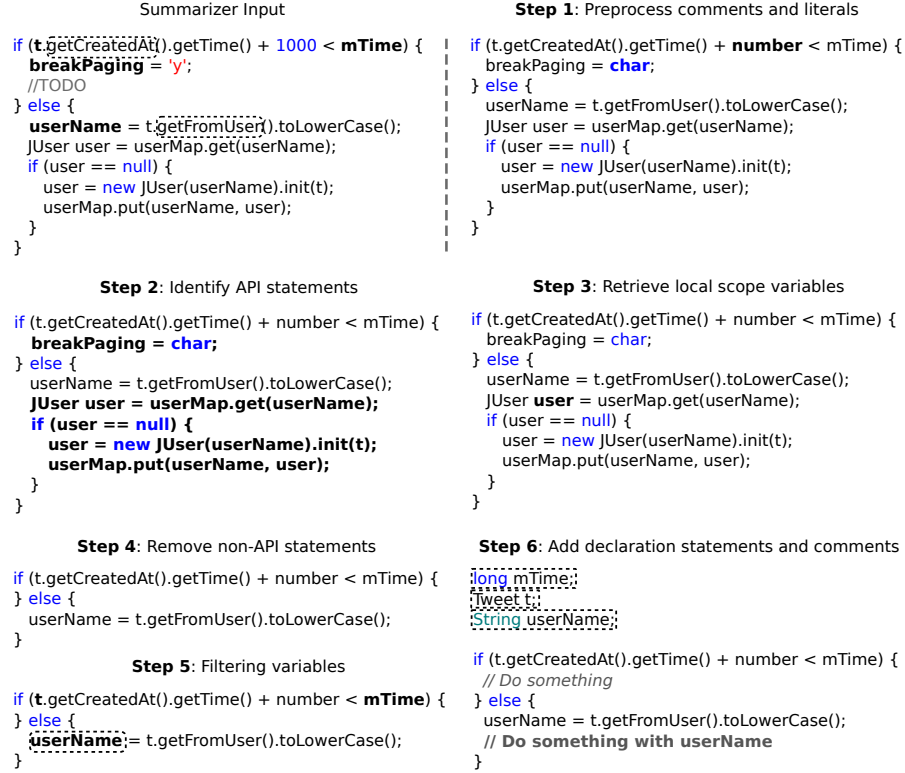 Summarizer Input
if (t.getCreatedAt().getTime() + 1000 < mTime) {
breakPaging = 'y';
//TODO
} else {
userName = t.getFromUser().toLowerCase();
JUser user = userMap.get(userName);
if (user == null) {
user = new JUser(userName).init(t);
userMap.put(userName, user);
}
}
Step 1: Preprocess comments and literals
if (t.getCreatedAt().getTime() + number < mTime) {
breakPaging = char;
} else {
userName = t.getFromUser().toLowerCase();
JUser user = userMap.get(userName);
if (user == null) {
user = new JUser(userName).init(t);
userMap.put(userName, user);
}
}
Step 2: Identify API statements
if (t.getCreatedAt().getTime() + number < mTime) {
breakPaging = char;
} else {
userName = t.getFromUser().toLowerCase();
JUser user = userMap.get(userName);
if (user == null) {
user = new JUser(userName).init(t);
userMap.put(userName, user);
}
}
Step 3: Retrieve local scope variables
if (t.getCreatedAt().getTime() + number < mTime) {
breakPaging = char;
} else {
userName = t.getFromUser().toLowerCase();
JUser user = userMap.get(userName);
if (user == null) {
user = new JUser(userName).init(t);
userMap.put(userName, user);
}
}
Step 4: Remove non-API statements
if (t.getCreatedAt().getTime() + number < mTime) {
} else {
userName = t.getFromUser().toLowerCase();
}
Step 5: Filtering variables
if (t.getCreatedAt().getTime() + number < mTime) {
} else {
userName = t.getFromUser().toLowerCase();
}
Step 6: Add declaration statements and comments
long mTime;
Tweet t;
String userName;
if (t.getCreatedAt().getTime() + number < mTime) {
// Do something
} else {
userName = t.getFromUser().toLowerCase();
// Do something with userName
}